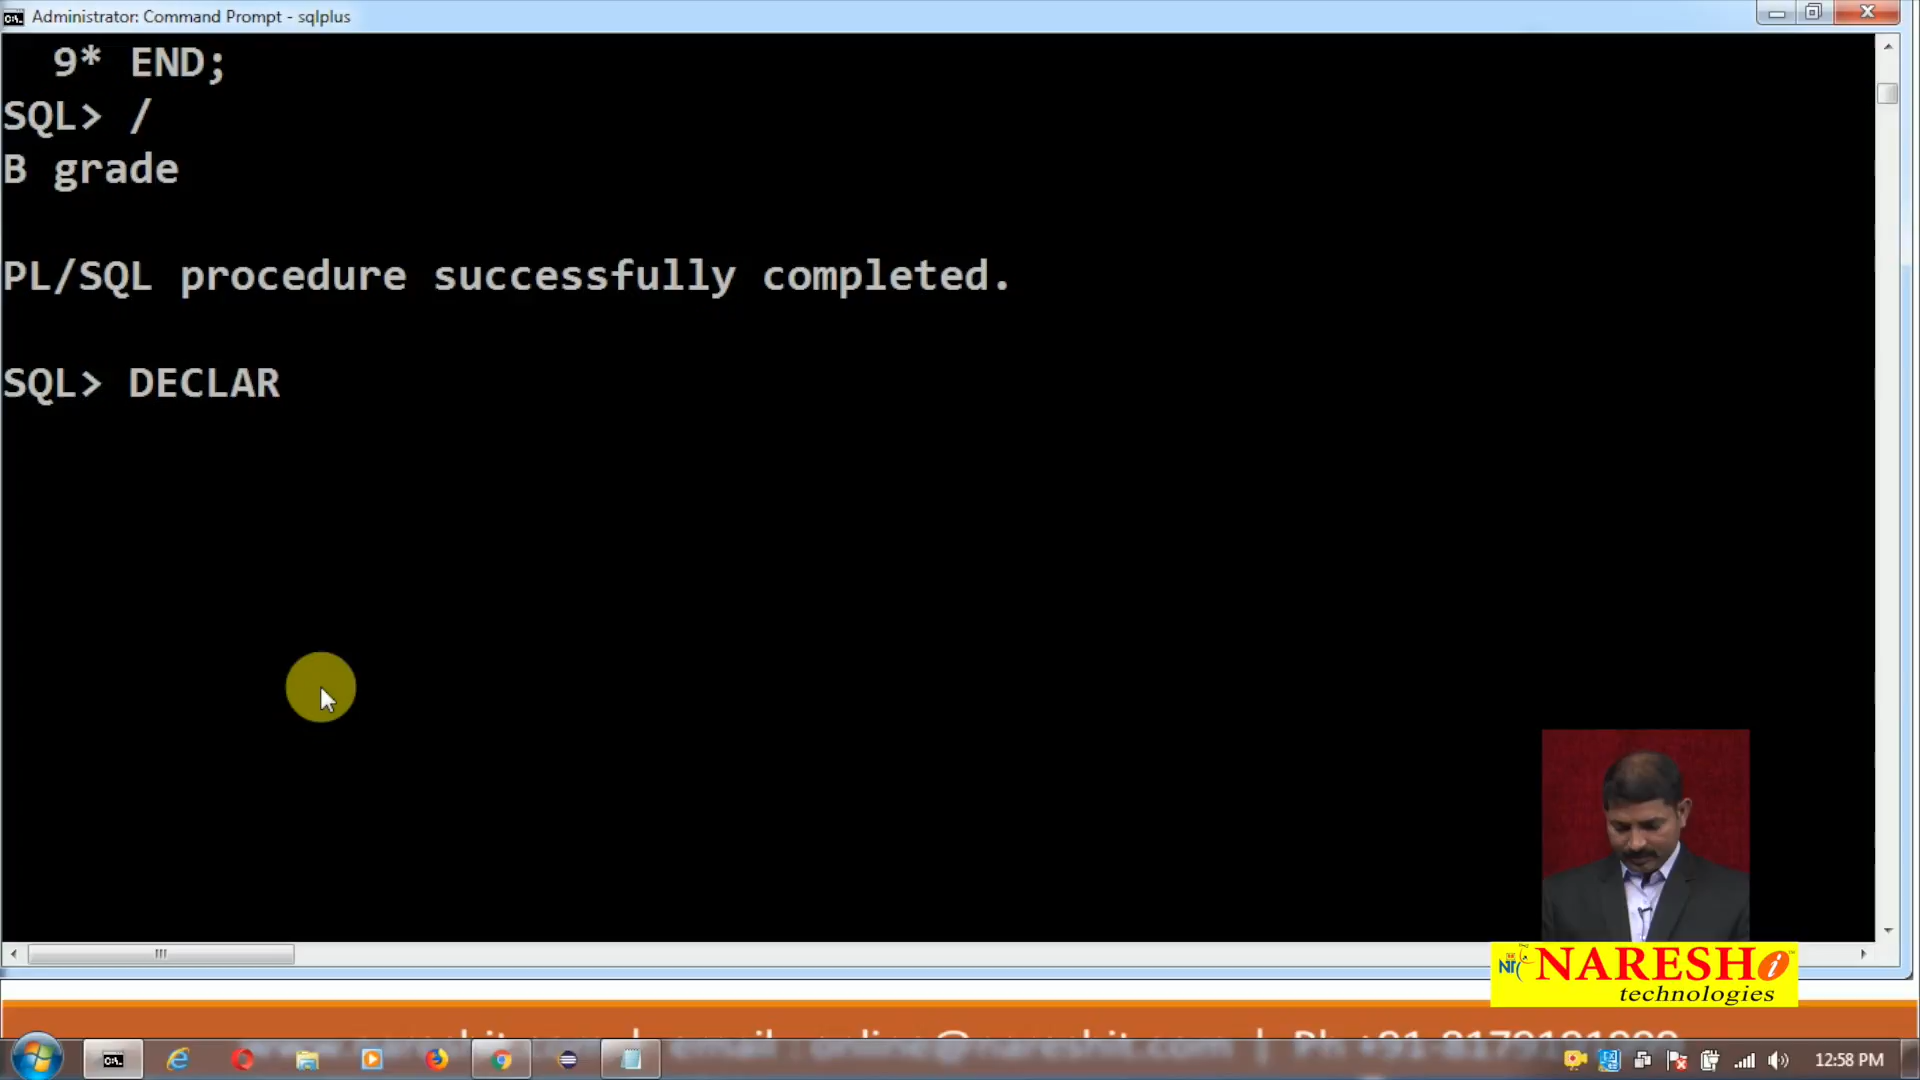 Administrator: Command Prompt - sqlplus
9* END;
SQL> /
B grade
PL/SQL procedure successfully completed.
SQL> DECLAR
NARESH i
technologies
12:58 PM